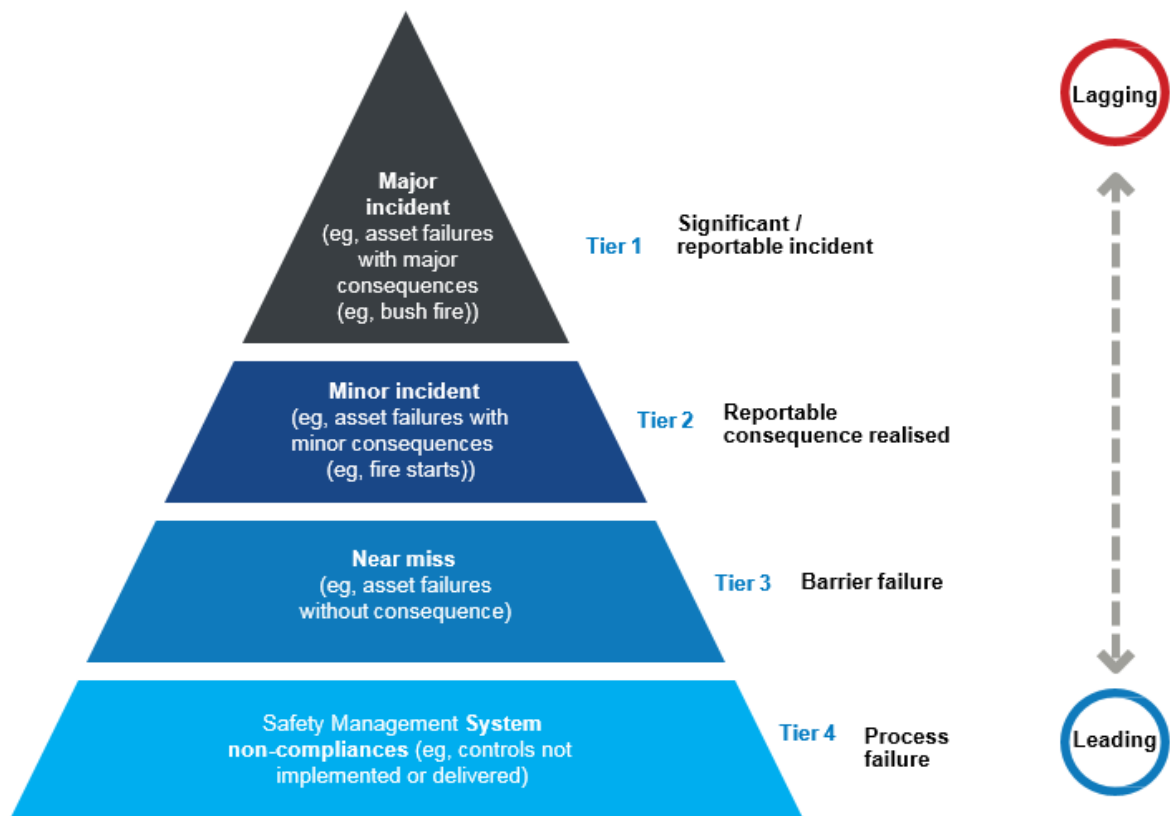 Lagging
Major
incident
(eg, asset failures
with major
consequences
(eg, bush fire))
Tier 1
Significant /
reportable incident
Minor incident
(eg, asset failures with
minor consequences
(eg, fire starts))
Tier 2
Reportable
consequence realised
Near miss
(eg, asset failures
without consequence)
Tier 3
Barrier failure
Safety Management System
non-compliances (eg, controls not
implemented or delivered)
Tier 4
Process
failure
Leading